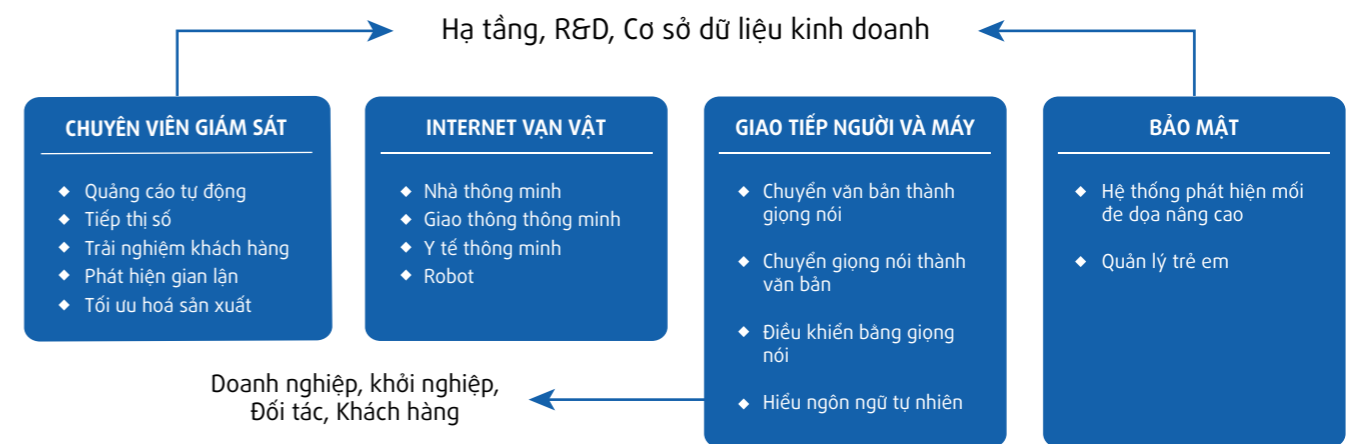 Hạ tầng, R&D, Cơ sở dữ liệu kinh doanh
CHUYÊN VIÊN GIÁM SÁT
Quảng cáo tự động
Tiếp thị số
Trải nghiệm khách hàng
Phát hiện gian lận
Tối ưu hoá sản xuất
INTERNET VẠN VẬT
Nhà thông minh
Giao thông thông minh
Y tế thông minh
Robot
GIAO TIẾP NGƯỜI VÀ MÁY
Chuyển văn bản thành
giọng nói
Chuyển giọng nói thành
văn bản
Điều khiển bằng giọng
nói
Hiểu ngôn ngữ tự nhiên
BẢO MẬT
Hệ thống phát hiện mối
đe dọa nâng cao
Quản lý trẻ em
Doanh nghiệp, khởi nghiệp,
Đối tác, Khách hàng